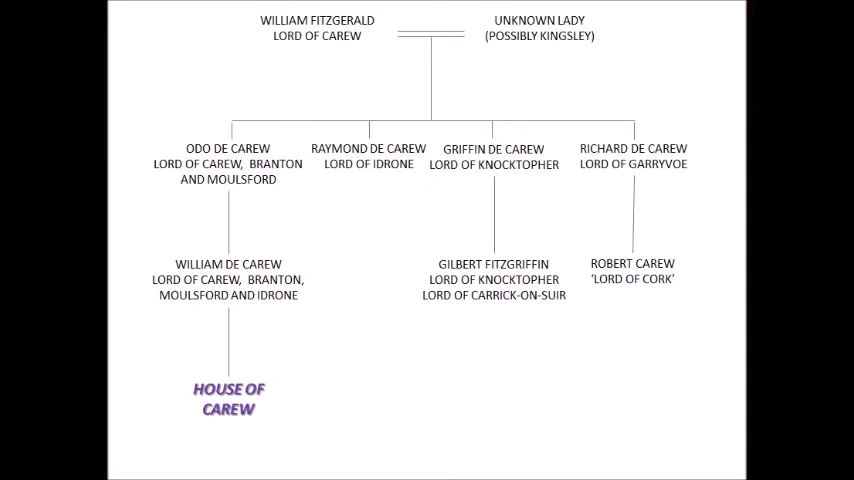 WILLIAM FITZGERALD
LORD OF CAREW
UNKNOWN LADY
(POSSIBLY KINGSLEY)
ODO DE CAREW
LORD OF CAREW, BRANTON
AND MOULSFORD
RAYMOND DE CAREW
LORD OF IDRONE
GRIFFIN DE CAREW
LORD OF KNOCKTOPHER
RICHARD DE CAREW
LORD OF GARRYVOE
WILLIAM DE CAREW
LORD OF CAREW, BRANTON,
MOULSFORD AND IDRONE
GILBERT FITZGRIFFIN
LORD OF KNOCKTOPHER
LORD OF CARRICK-ON-SUIR
ROBERT CAREW
‘LORD OF CORK’
HOUSE OF
CAREW